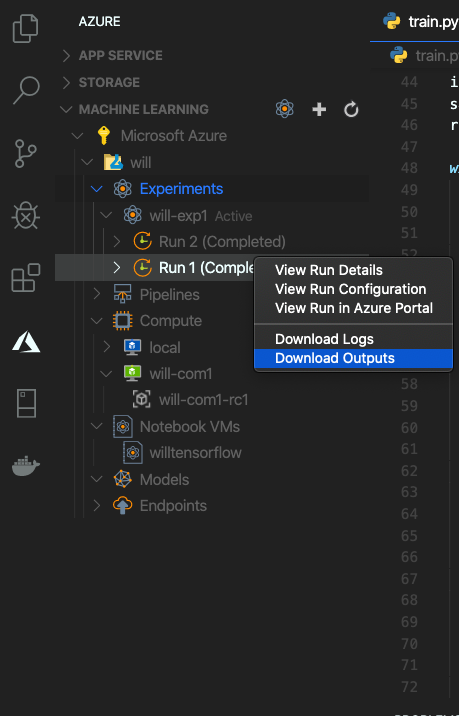 AZURE
APP SERVICE
STORAGE
MACHINE LEARNING
Microsoft Azure
will
Experiments
will-exp1 Active
Run 2 (Completed)
Run 1 (Comple
View Run Details
View Run Configuration
View Run in Azure Portal
Download Logs
Download Outputs
Pipelines
Compute
local
will-com1
will-com1-rc1
Notebook VMs
willtensorflow
Models
Endpoints
train.py
train.py
44 i
45 s
46 r
47
48 w
49
50
51
58
59
60
61
62
63
64
65
66
67
68
69
70
71
72